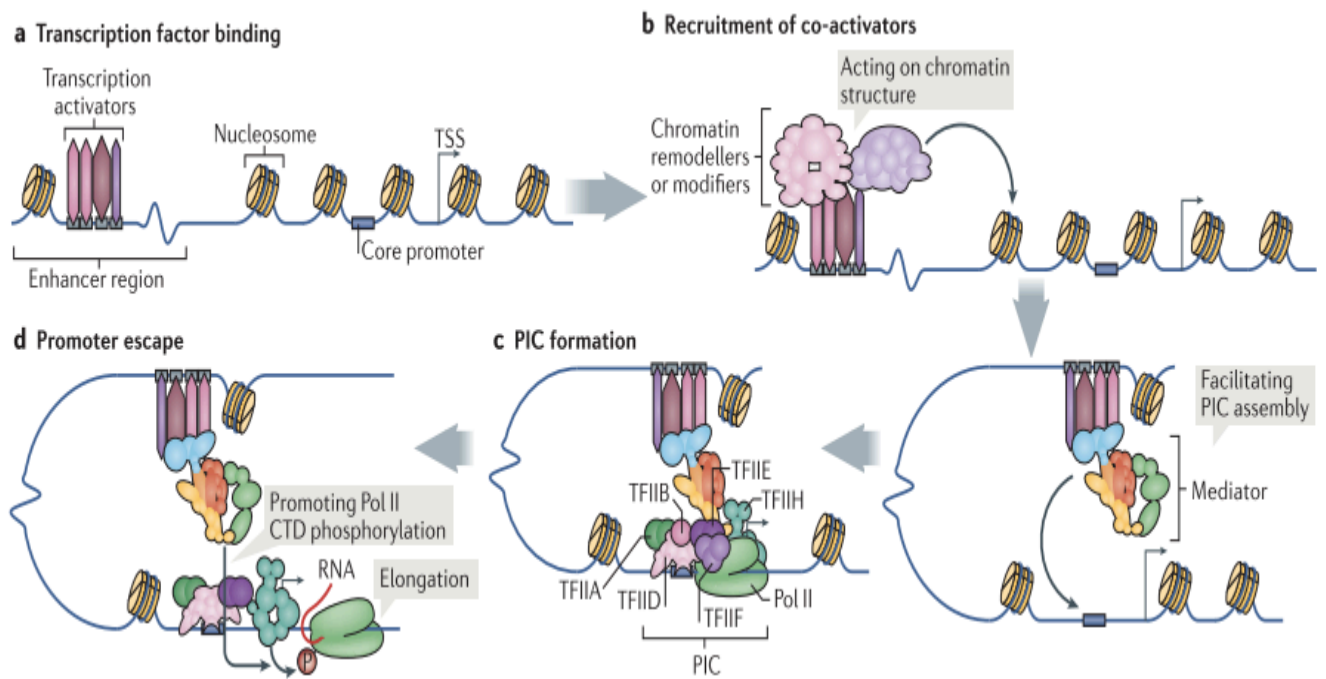 a Transcription factor binding
Transcription
activators
Nucleosome
TSS
Core promoter
Enhancer region
b Recruitment of co-activators
Acting on chromatin
structure
Chromatin
remodellers
or modifiers
Facilitating
PIC assembly
Mediator
c PIC formation
TFIIE
TFIIB
TFIIH
TFIIA
TFIID
TFIIF
Pol II
PIC
d Promoter escape
Promoting Pol II
CTD phosphorylation
RNA
Elongation
P